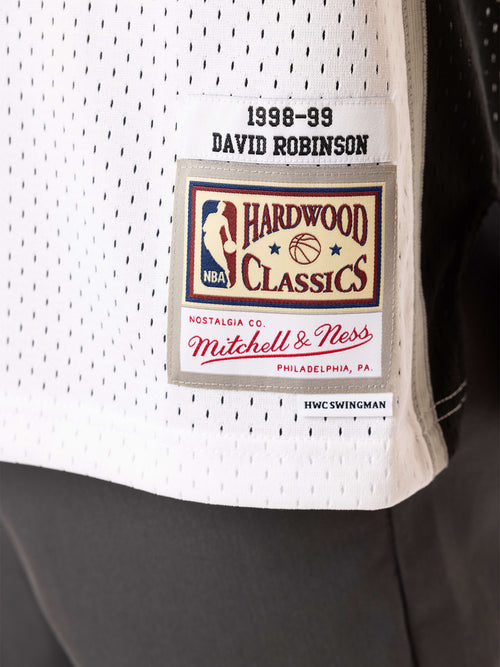 1998-99
DAVID ROBINSON
NBA
HARDWOOD
CLASSICS
NOSTALGIA CO.
Mitchell & Ness
PHILADELPHIA, PA.
HWC SWINGMAN